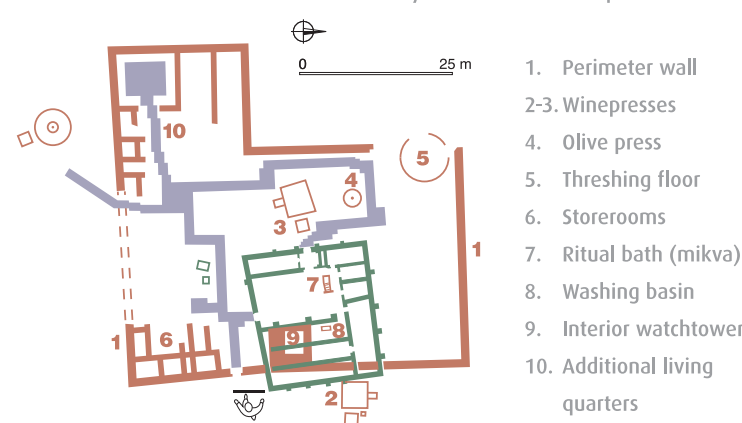 0 25 m
10
5
4
3
1
7
1
6
9
8
2
1. Perimeter wall
2-3. Winepresses
4. Olive press
5. Threshing floor
6. Storerooms
7. Ritual bath (mikva)
8. Washing basin
9. Interior watchtower
10. Additional living
quarters